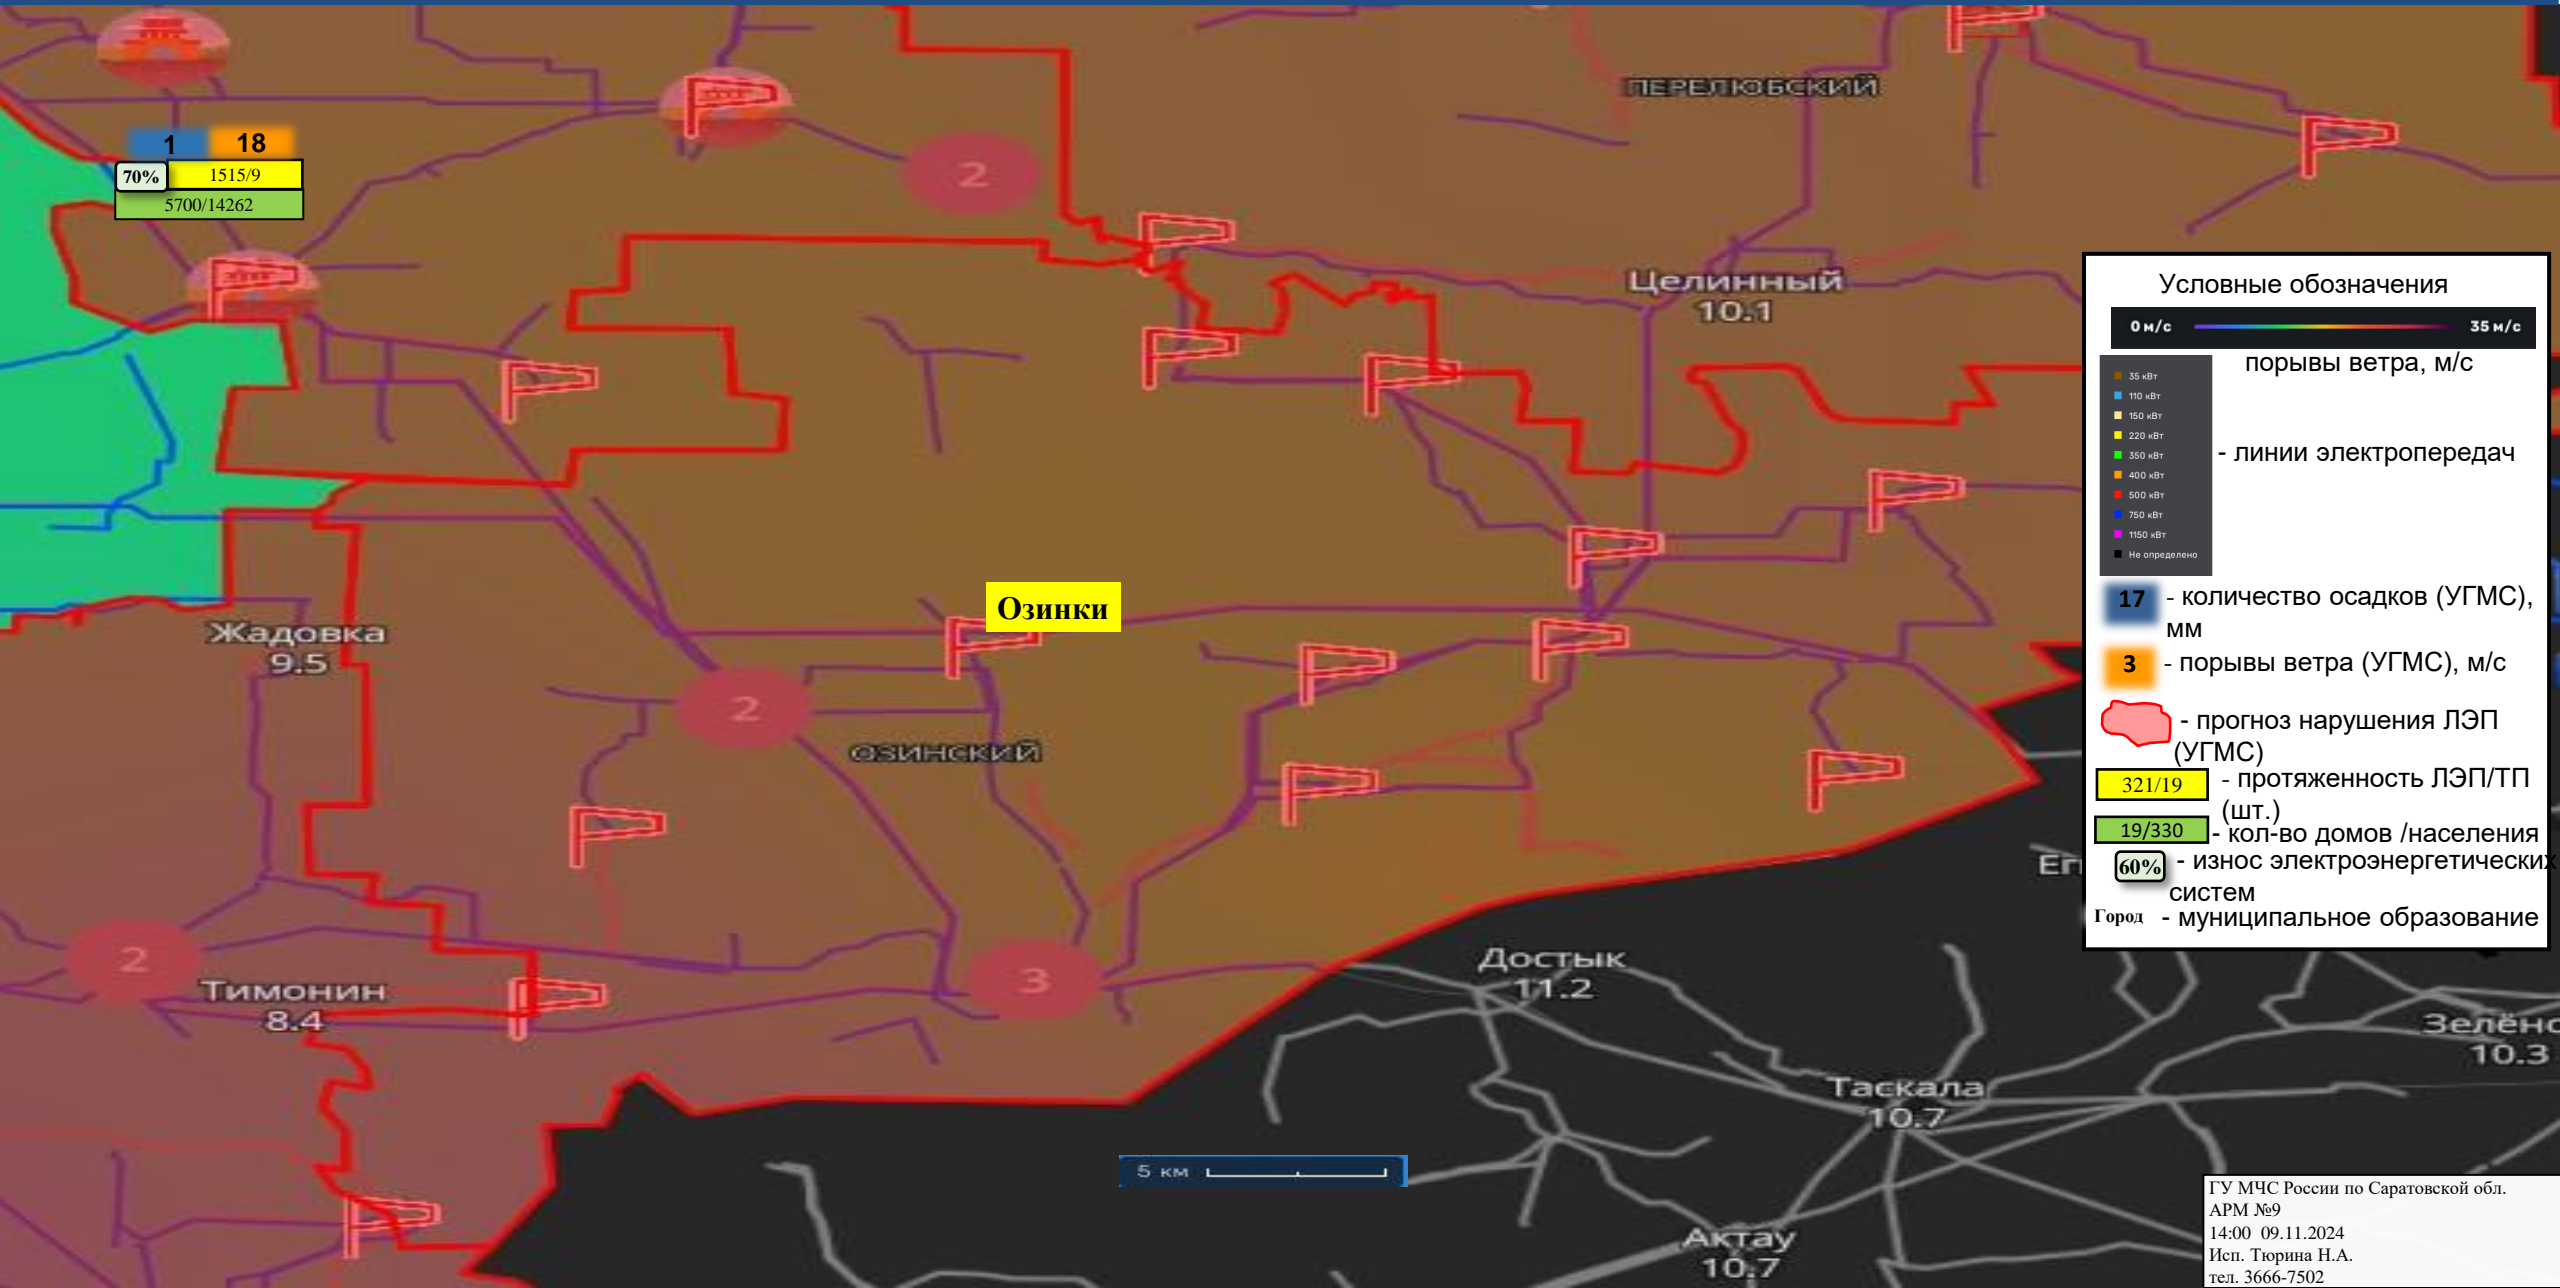 ПЕРЕЛЮБСКИЙ
1 18
70% 1515/9
5700/14262
2
Целинный
10.1
Озинки
Жадовка
9.5
2
ОЗИНСКИЙ
2
Тимонин
8.4
3
Достык
11.2
Таскала
10.7
Актау
10.7
Зелёно
10.3
5 км
Условные обозначения
0 м/с 35 м/с
порывы ветра, м/с
35 кВт
110 кВт
150 кВт
220 кВт
350 кВт
400 кВт
500 кВт
750 кВт
1150 кВт
Не определено
- линии электропередач
17 - количество осадков (УГМС),
мм
3 - порывы ветра (УГМС), м/с
- прогноз нарушения ЛЭП
(УГМС)
321/19 - протяженность ЛЭП/ТП
(шт.)
19/330 - кол-во домов /населения
60% - износ электроэнергетических
систем
Город - муниципальное образование
ГУ МЧС России по Саратовской обл.
АРМ №9
14:00 09.11.2024
Исп. Тюрина Н.А.
тел. 3666-7502